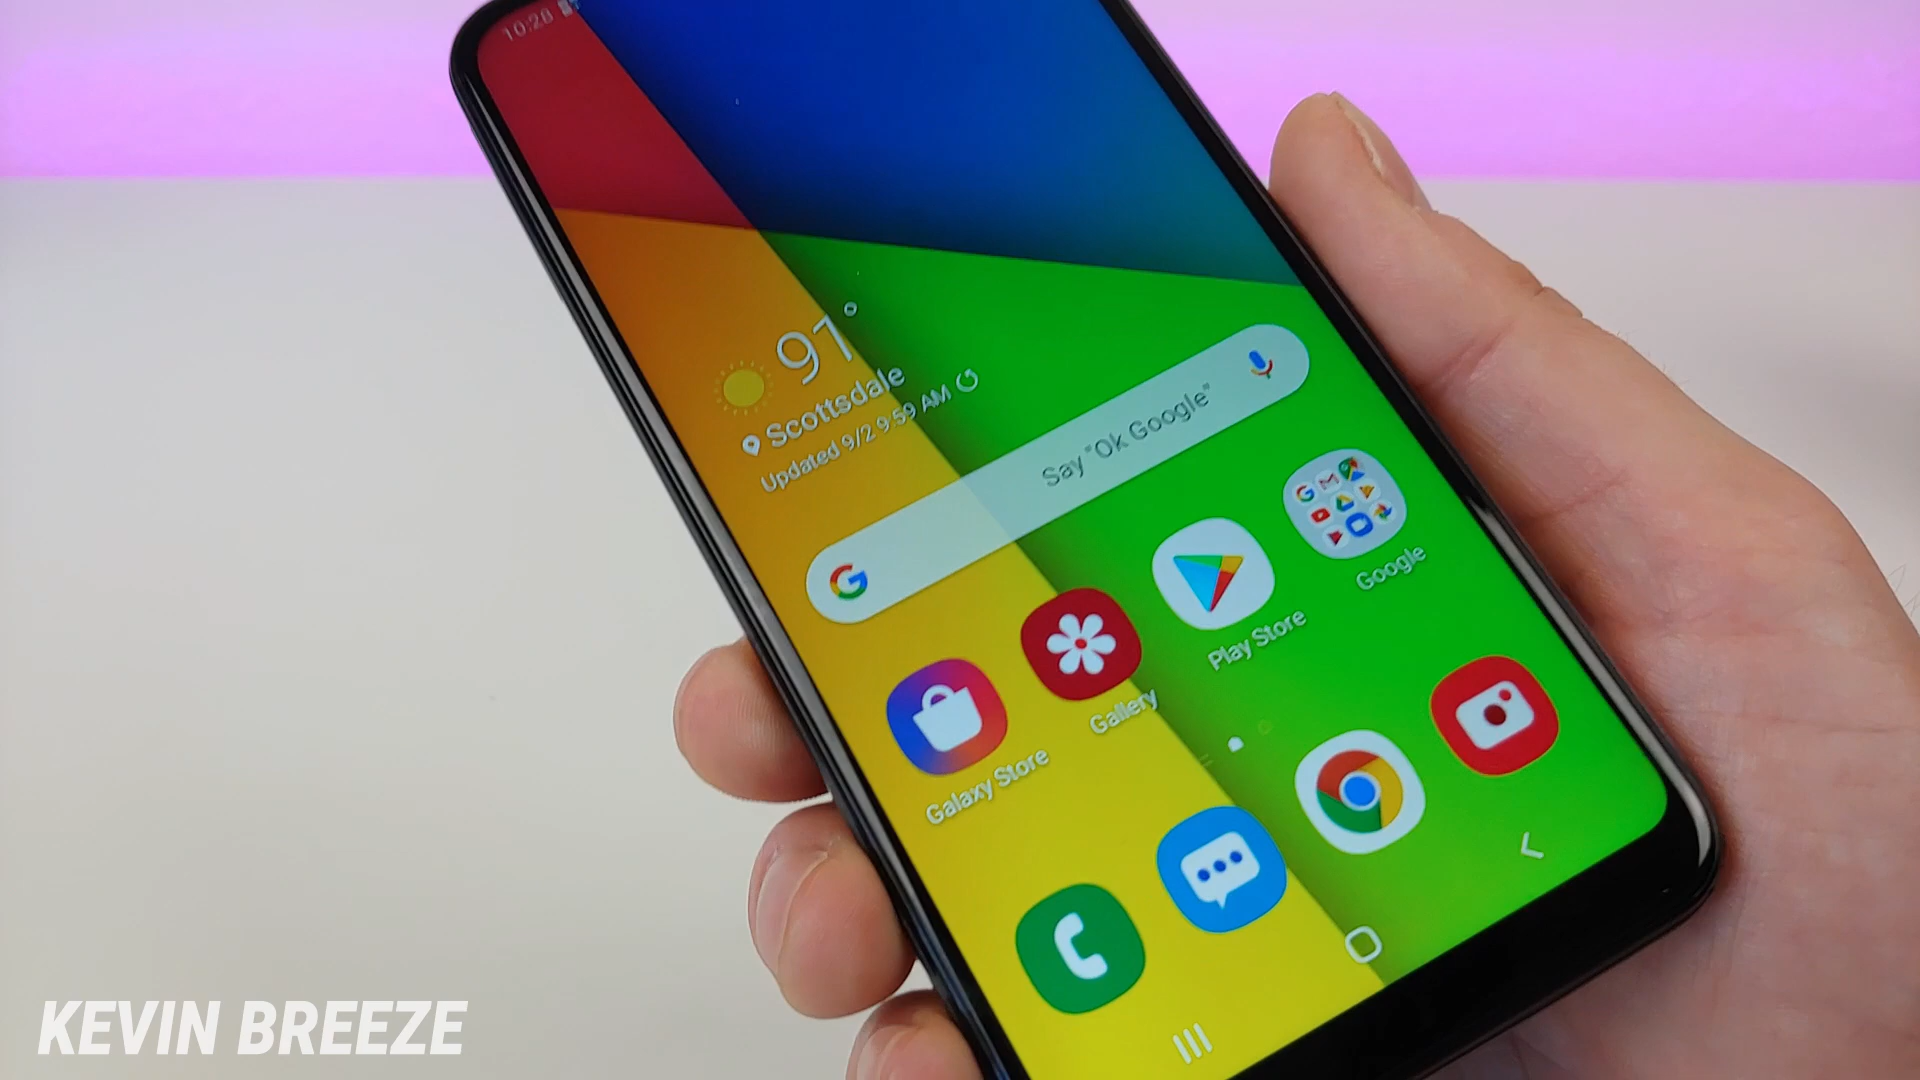 10:28
91°
Scottsdale
Updated 9/2 9:59 AM
Say "Ok Google"
Google
Play Store
Gallery
Galaxy Store
KEVIN BREEZE